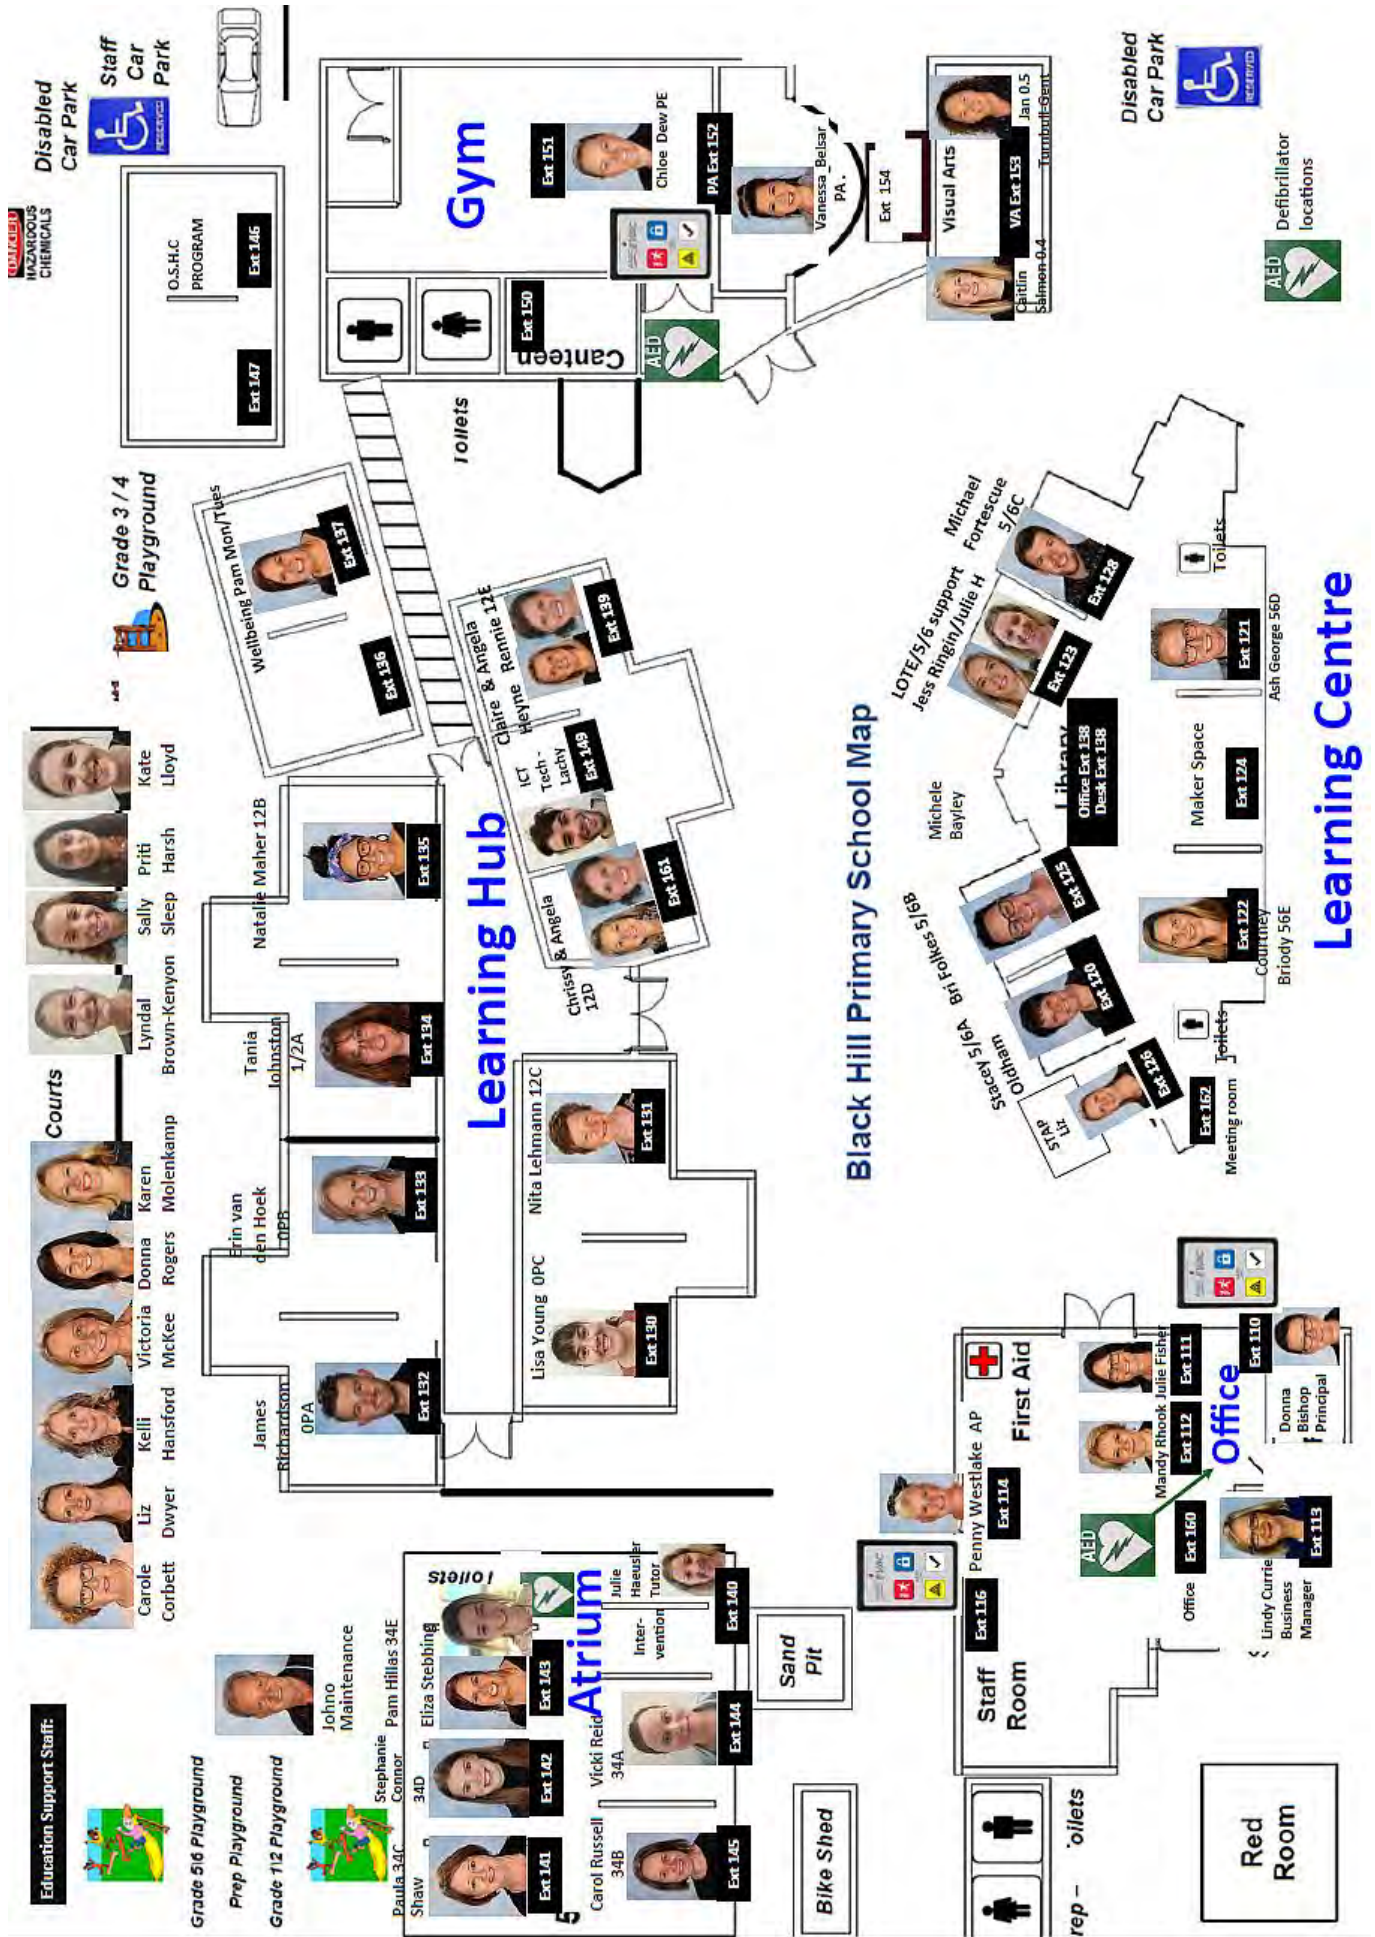 Black Hill Primary School Map
Education Support Staff:
Carole
Corbett
Liz
Dwyer
Kelli
Hansford
Victoria
McKee
Donna
Rogers
Karen
Molenkamp
Courts
Lyndal
Brown-Kenyon
Sally
Sleep
Priti
Harsh
Kate
Lloyd
Grade 3 / 4
Playground
HAZARDOUS
CHEMICALS
Disabled
Car Park
Staff
Car
Park
RESERVED
Grade 5\6 Playground
Prep Playground
Grade 1\2 Playground
Johno
Maintenance
O.S.H.C
PROGRAM
Ext 147
Ext 146
Wellbeing Pam Mon/Tues
Ext 136
Ext 137
James
Richardson
0PA
Ext 132
Erin van
den Hoek
0PB
Ext 133
Tania
Johnston
1/2A
Ext 134
Natalie Maher 12B
Ext 135
Learning Hub
Lisa Young 0PC
Ext 130
Nita Lehmann 12C
Ext 131
Chrissy & Angela
12D
Ext 161
ICT
Tech -
Lachy
Ext 149
Claire & Angela
Heyne Rennie 12E
Ext 139
Toilets
Canteen
Ext 150
Gym
Ext 151
Chloe Dew PE
PA Ext 152
Vanessa_Belsar
PA .
Ext 154
AED
Visual Arts
VA Ext 153
Caitlin
Salmon 0.4
Jan 0.5
Turnbull-Gent
Disabled
Car Park
RESERVED
Defibrillator
locations
AED
Paula 34C
Shaw
Ext 141
Stephanie
Connor
34D
Ext 142
Pam Hillas 34E
Eliza Stebbing
Ext 143
Toilets
Atrium
Carol Russell
34B
Ext 145
Vicki Reid
34A
Ext 144
Inter-
vention
Julie
Haeusler
Tutor
Ext 140
Sand
Pit
Bike Shed
Staff
Room
Ext 116
Penny Westlake AP
Ext 114
First Aid
Mandy Rhook
Ext 112
Julie Fisher
Ext 111
AED
Office
Ext 160
Office
Ext 110
Donna
Bishop
Principal
Lindy Currie
Business
Manager
Ext 113
Red
Room
STAP
Liz
Ext 126
Ext 162
Meeting room
Toilets
Stacey 5/6A
Oldham
Ext 120
Bri Folkes 5/6B
Ext 125
Michele
Bayley
Library
Office Ext 138
Desk Ext 138
LOTE/5/6 support
Jess Ringin/Julie H
Ext 123
Michael
Fortescue
5/6C
Ext 128
Toilets
Ext 122
Courtney
Briody 56E
Maker Space
Ext 124
Ext 121
Ash George 56D
Learning Centre